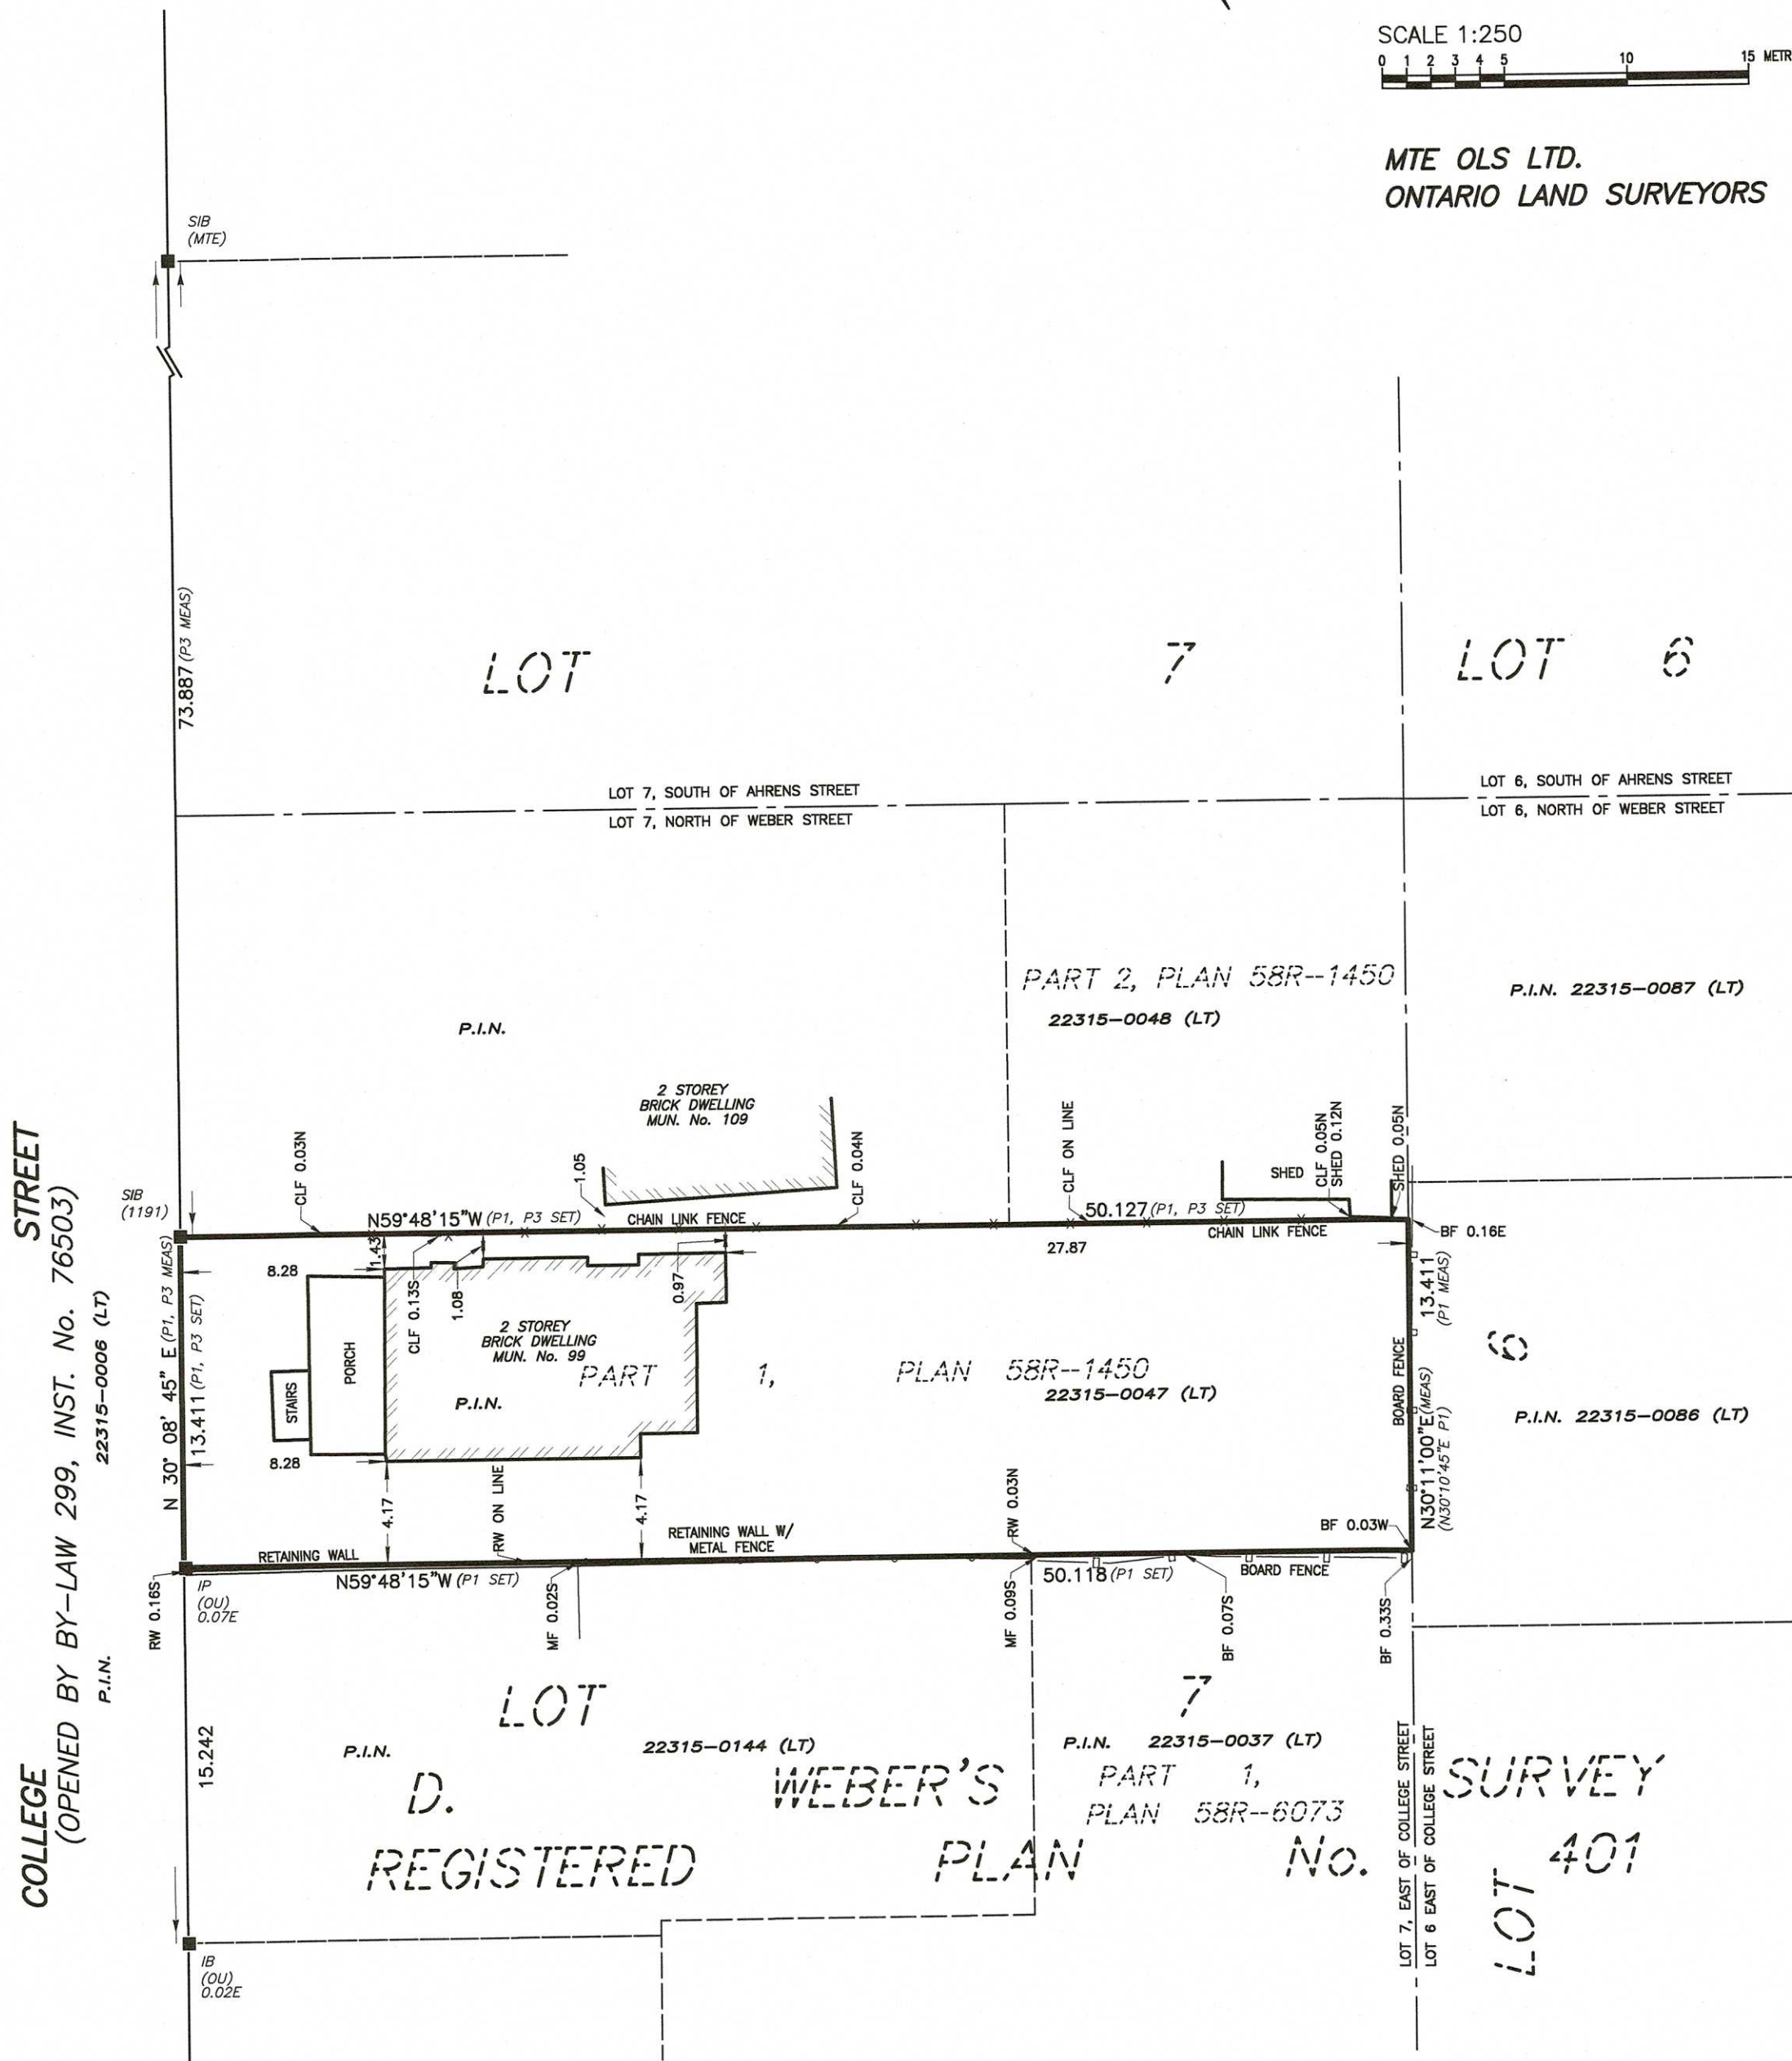 SCALE 1:250
0 1 2 3 4 5 10 15 METR
MTE OLS LTD.
ONTARIO LAND SURVEYORS
SIB
(MTE)
73.887 (P3 MEAS)
LOT 7
LOT 6
LOT 7, SOUTH OF AHRENS STREET
LOT 7, NORTH OF WEBER STREET
LOT 6, SOUTH OF AHRENS STREET
LOT 6, NORTH OF WEBER STREET
PART 2, PLAN 58R--1450
22315-0048 (LT)
P.I.N.
P.I.N. 22315-0087 (LT)
2 STOREY
BRICK DWELLING
MUN. No. 109
COLLEGE STREET
(OPENED BY BY-LAW 299, INST. No. 76503)
P.I.N. 22315-0006 (LT)
SIB
(1191)
CLF 0.03N
1.05
CLF 0.04N
CLF ON LINE
SHED
CLF 0.05N
SHED 0.12N
SHED 0.05N
N59°48'15"W (P1, P3 SET)
CHAIN LINK FENCE
50.127 (P1, P3 SET)
CHAIN LINK FENCE
BF 0.16E
27.87
8.28
1.43
CLF 0.13S
1.08
0.97
N 30° 08' 45" E (P1, P3 MEAS)
13.411 (P1, P3 SET)
STAIRS
PORCH
2 STOREY
BRICK DWELLING
MUN. No. 99
P.I.N.
PART 1, PLAN 58R--1450
22315-0047 (LT)
BOARD FENCE
13.411
(P1 MEAS)
N30°11'00"E (MEAS)
(N30°10'45"E P1)
6
P.I.N. 22315-0086 (LT)
8.28
4.17
RW ON LINE
4.17
RETAINING WALL W/
METAL FENCE
RW 0.03N
BF 0.03W
RETAINING WALL
N59°48'15"W (P1 SET)
50.118 (P1 SET)
BOARD FENCE
RW 0.16S
IP
(OU)
0.07E
MF 0.02S
MF 0.09S
BF 0.07S
BF 0.33S
15.242
LOT 7
P.I.N. 22315-0144 (LT)
P.I.N. 22315-0037 (LT)
PART 1,
PLAN 58R--6073
D. WEBER'S SURVEY
REGISTERED PLAN No. 401
LOT 7, EAST OF COLLEGE STREET
LOT 6 EAST OF COLLEGE STREET
LOT
IB
(OU)
0.02E